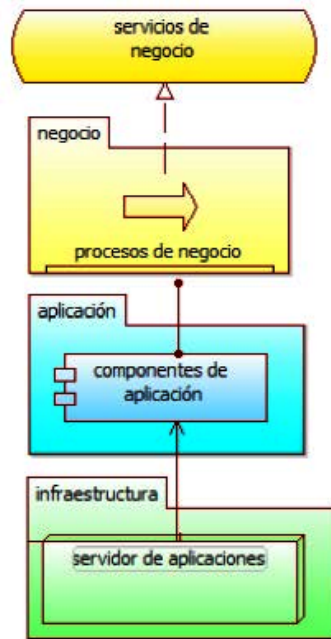 servicios de
negocio
negocio
procesos de negocio
aplicación
componentes de
aplicación
infraestructura
servidor de aplicaciones